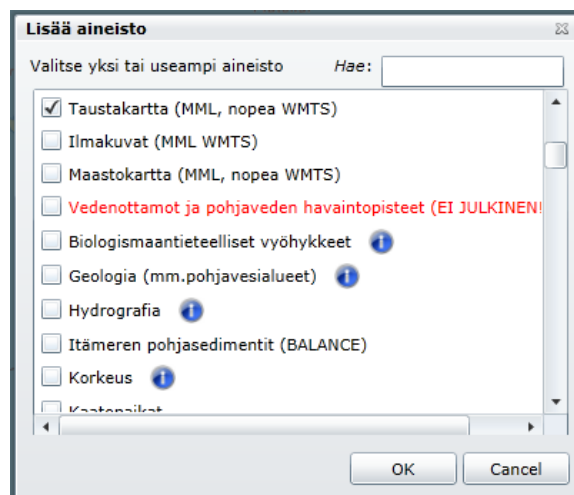 Lisää aineisto
Valitse yksi tai useampi aineisto Hae:
Taustakartta (MML, nopea WMTS)
Ilmakuvat (MML WMTS)
Maastokartta (MML, nopea WMTS)
Vedenottamot ja pohjaveden havaintopisteet (EI JULKINEN!
Biologismaantieteelliset vyöhykkeet
Geologia (mm.pohjavesialueet)
Hydrografia
Itämeren pohjasedimentit (BALANCE)
Korkeus
Kaatopaikat
OK Cancel